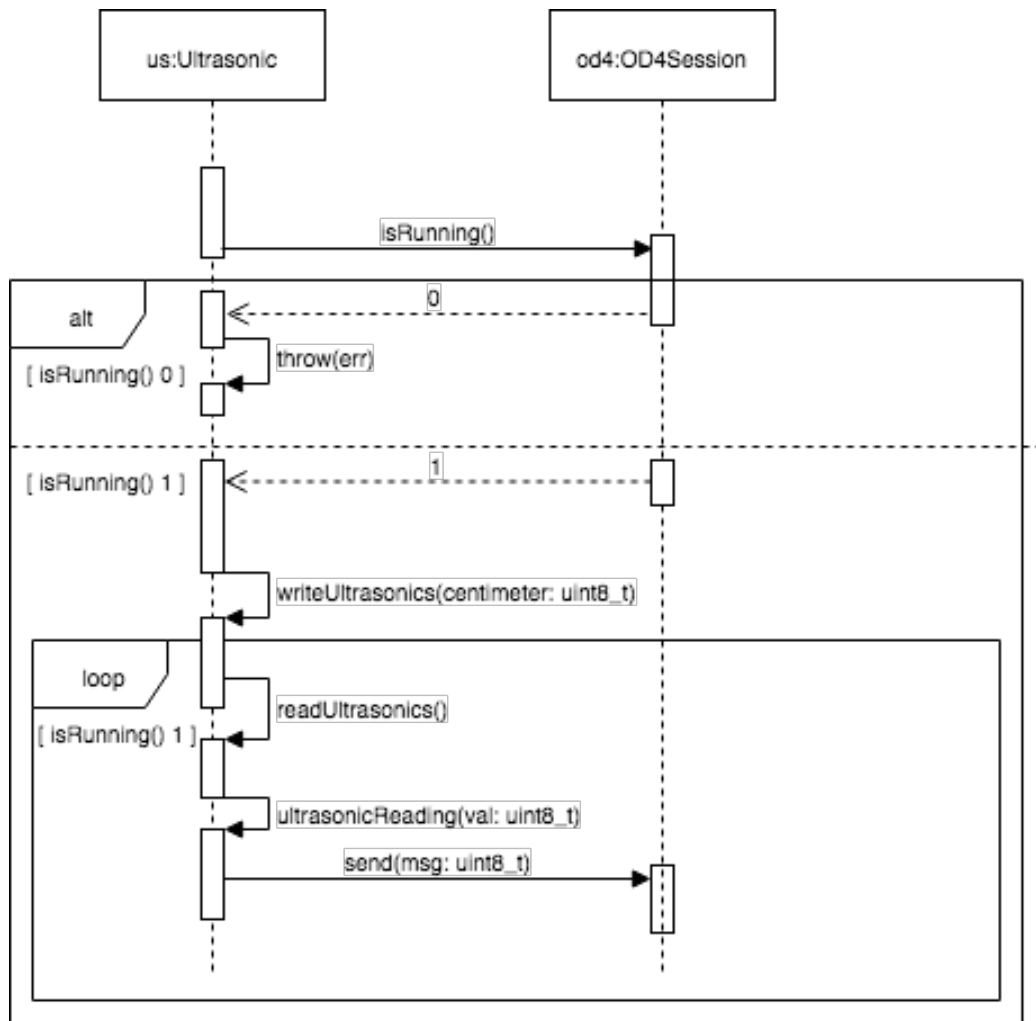 us:Ultrasonic
od4:OD4Session
isRunning()
alt
0
throw(err)
[ isRunning() 0 ]
1
[ isRunning() 1 ]
writeUltrasonics(centimeter: uint8_t)
loop
readUltrasonics()
[ isRunning() 1 ]
ultrasonicReading(val: uint8_t)
send(msg: uint8_t)